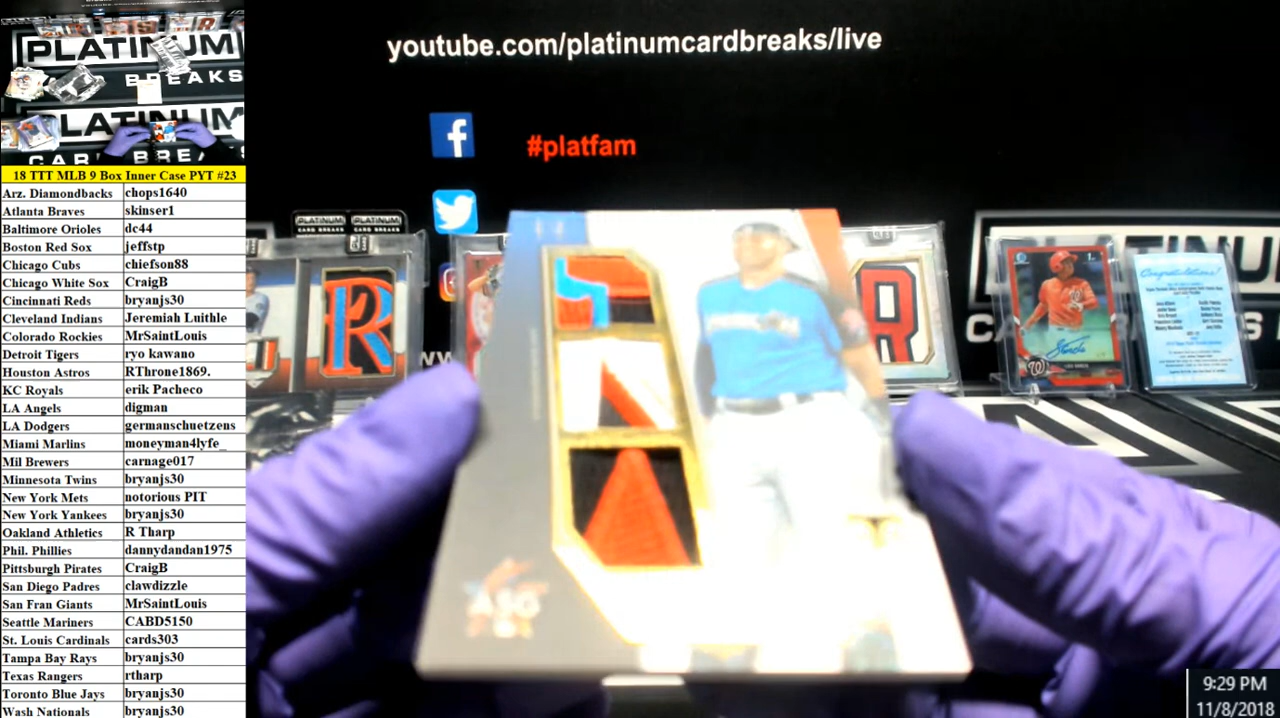 youtube.com/platinumcardbreaks/live
#platfam
PLATINUM
BREAKS
PLATINUM
CARD BREAKS
18 TTT MLB 9 Box Inner Case PYT #23
Arz. Diamondbacks chops1640
Atlanta Braves skinser1
Baltimore Orioles dc44
Boston Red Sox jeffstp
Chicago Cubs chiefson88
Chicago White Sox CraigB
Cincinnati Reds bryanjs30
Cleveland Indians Jeremiah Luithle
Colorado Rockies MrSaintLouis
Detroit Tigers ryo kawano
Houston Astros RThrone1869.
KC Royals erik Pacheco
LA Angels digman
LA Dodgers germanschuetzens
Miami Marlins moneyman4lyfe_
Mil Brewers carnage017
Minnesota Twins bryanjs30
New York Mets notorious PIT
New York Yankees bryanjs30
Oakland Athletics R Tharp
Phil. Phillies dannydandan1975
Pittsburgh Pirates CraigB
San Diego Padres clawdizzle
San Fran Giants MrSaintLouis
Seattle Mariners CABD5150
St. Louis Cardinals cards303
Tampa Bay Rays bryanjs30
Texas Rangers rtharp
Toronto Blue Jays bryanjs30
Wash Nationals bryanjs30
PLATINUM PLATINUM
CARD BREAKS CARD BREAKS
R
R
Congratulations!
PLATINU
ASG
9:29 PM
11/8/2018